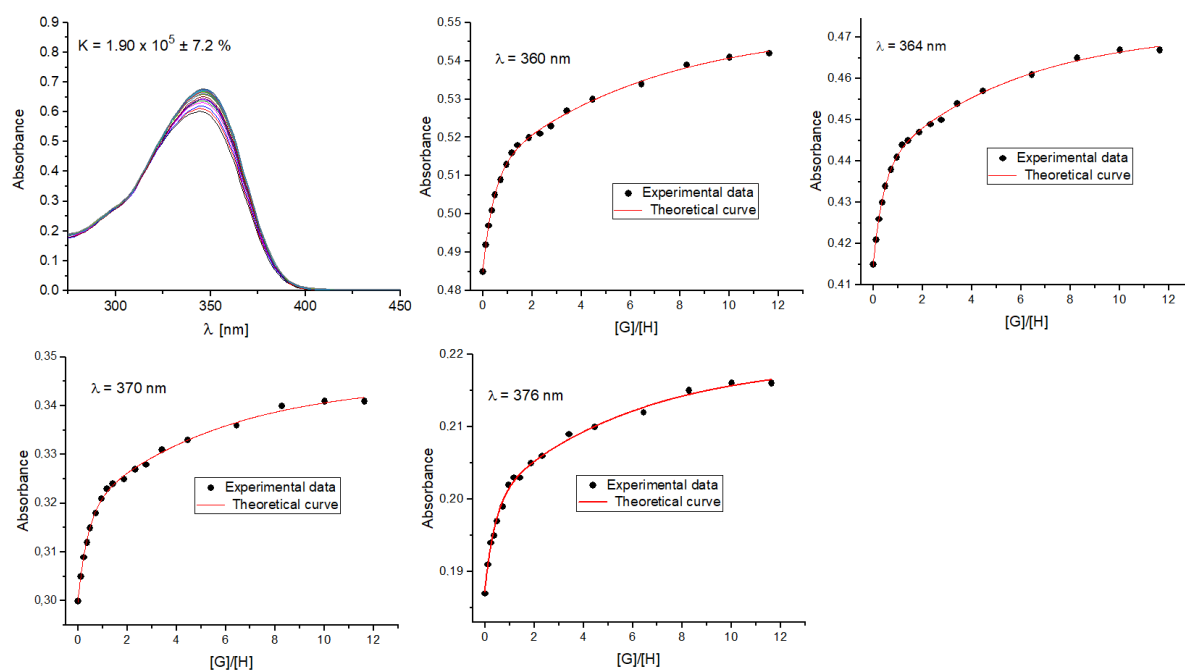 K = 1.90 x 10⁵ ± 7.2 %
Absorbance
0.9
0.8
0.7
0.6
0.5
0.4
0.3
0.2
0.1
0.0
300 350 400 450
λ [nm]
λ = 360 nm
Absorbance
0.55
0.54
0.53
0.52
0.51
0.50
0.49
0.48
Experimental data
Theoretical curve
0 2 4 6 8 10 12
[G]/[H]
λ = 364 nm
Absorbance
0.47
0.46
0.45
0.44
0.43
0.42
0.41
Experimental data
Theoretical curve
0 2 4 6 8 10 12
[G]/[H]
λ = 370 nm
Absorbance
0.35
0.34
0.33
0.32
0.31
0,30
Experimental data
Theoretical curve
0 2 4 6 8 10 12
[G]/[H]
λ = 376 nm
Absorbance
0.22
0.21
0.20
0.19
Experimental data
Theoretical curve
0 2 4 6 8 10 12
[G]/[H]